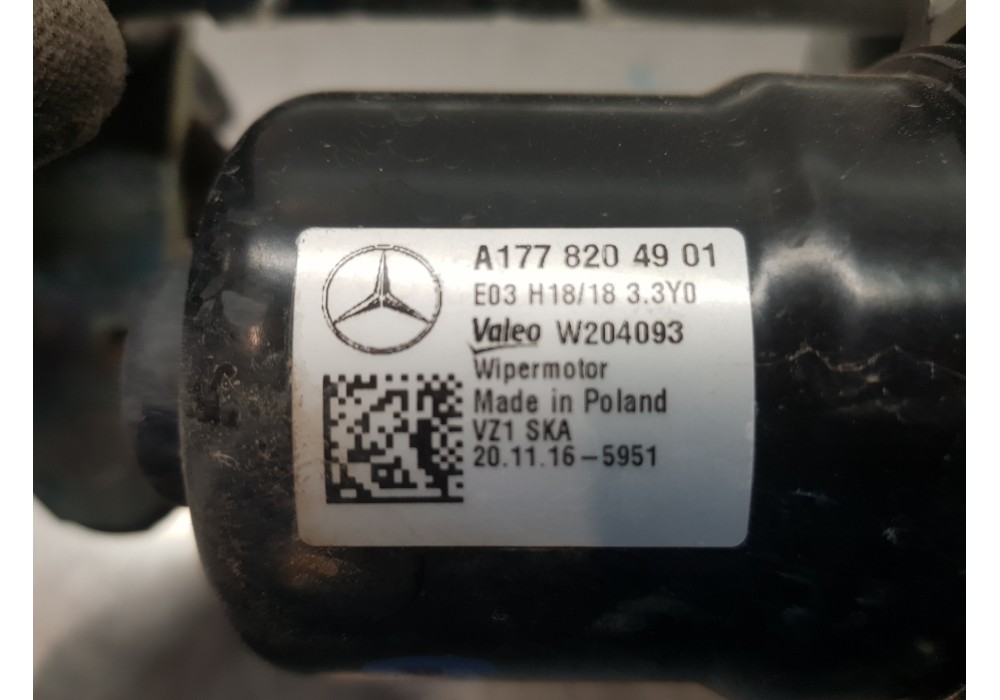 A177 820 49 01
E03 H18/18 3.3Y0
Valeo W204093
Wipermotor
Made in Poland
VZ1 SKA
20.11.16-5951